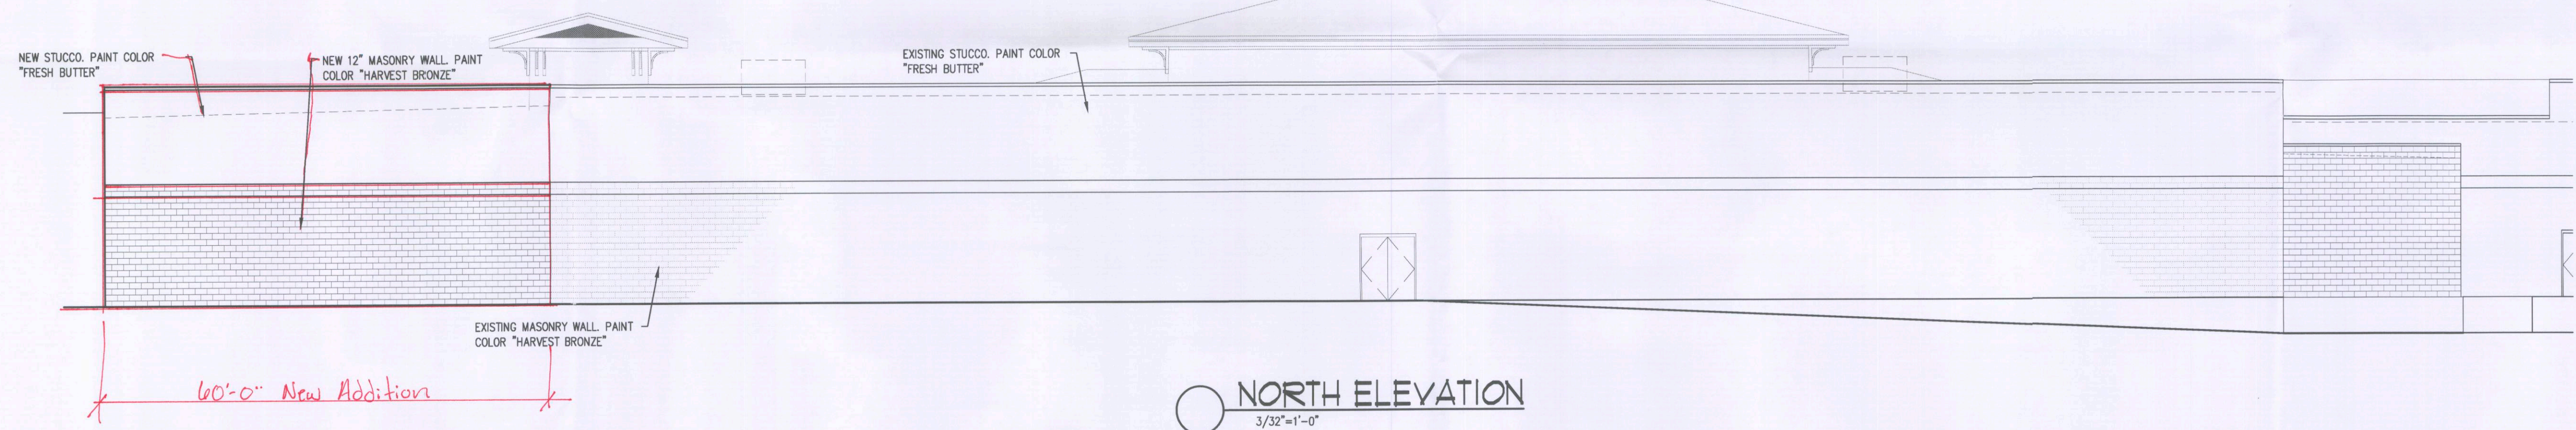 NEW STUCCO. PAINT COLOR
"FRESH BUTTER"
NEW 12" MASONRY WALL. PAINT
COLOR "HARVEST BRONZE"
EXISTING STUCCO. PAINT COLOR
"FRESH BUTTER"
EXISTING MASONRY WALL. PAINT
COLOR "HARVEST BRONZE"
60'-0" New Addition
NORTH ELEVATION
3/32"=1'-0"